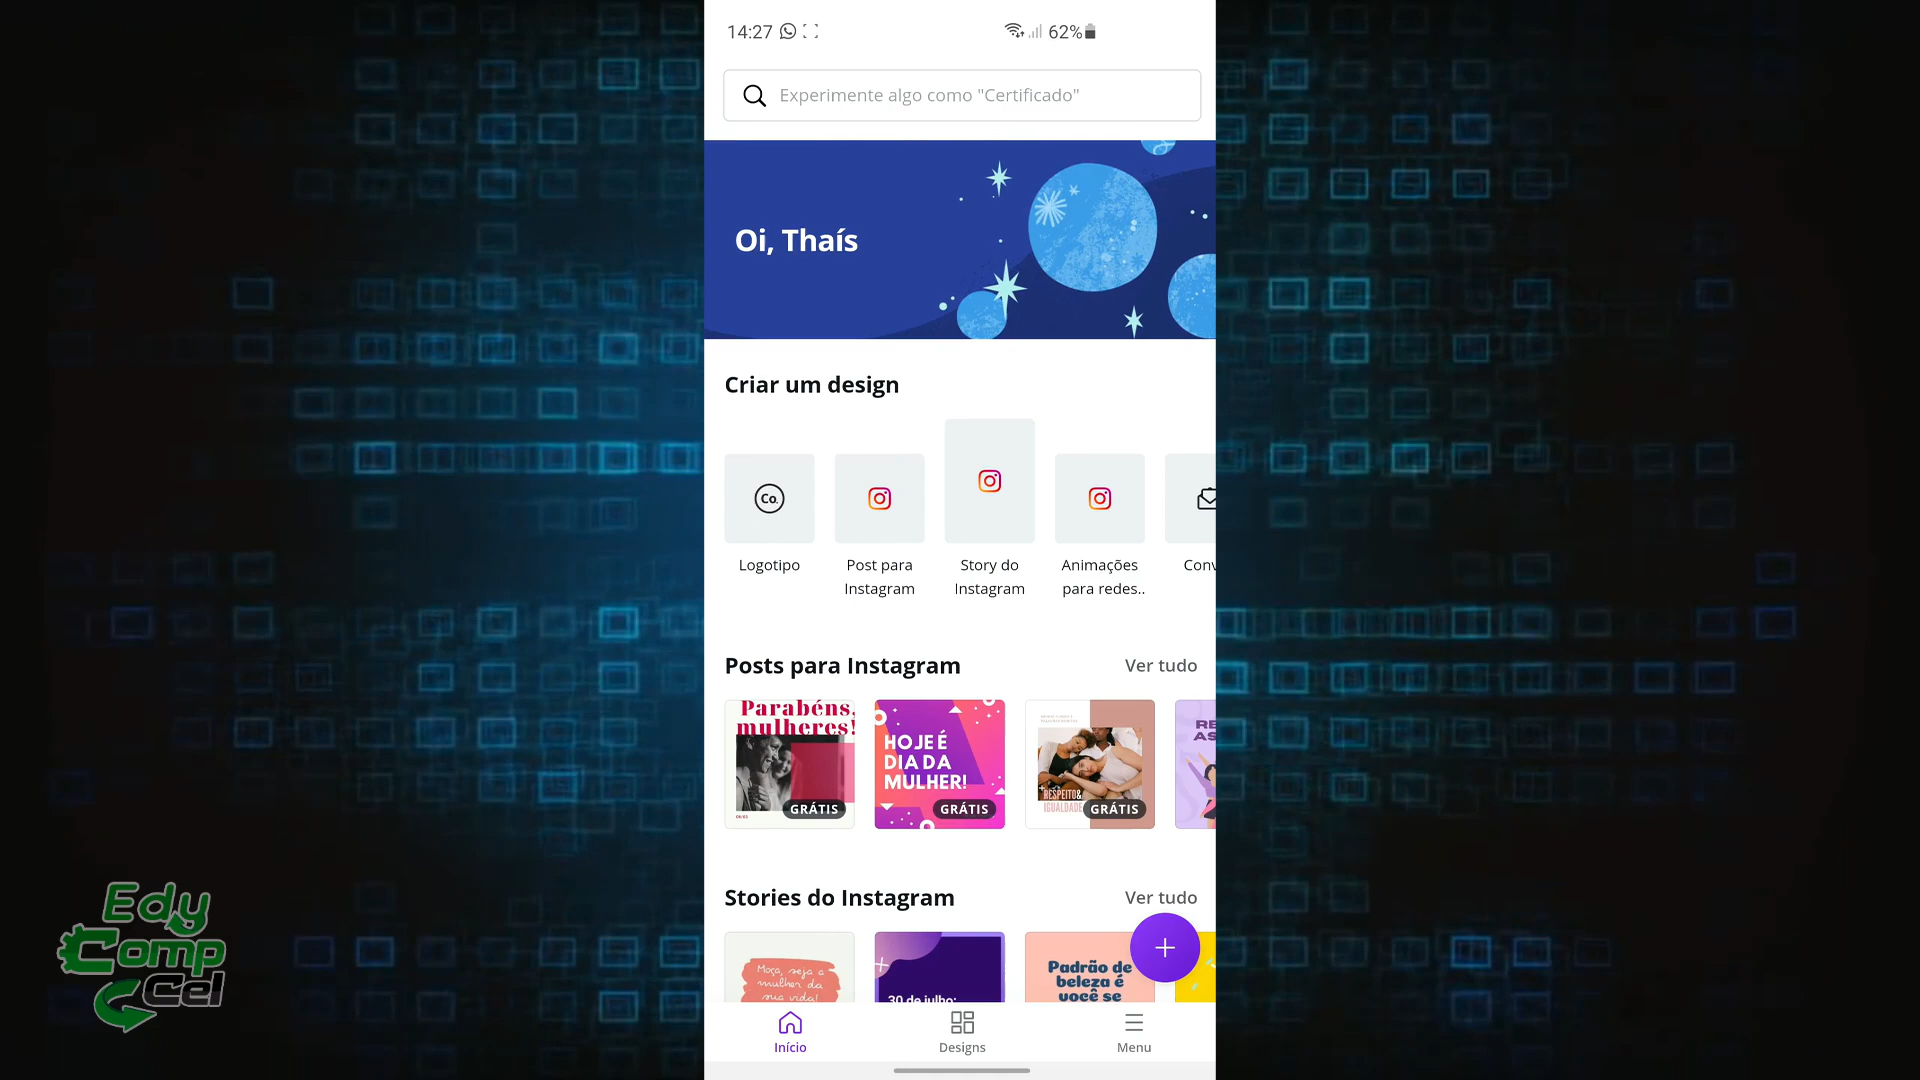 14:27
62%
Experimente algo como "Certificado"
Oi, Thaís
Criar um design
Co.
Logotipo
Post para
Instagram
Story do
Instagram
Animações
para redes..
Conv
Posts para Instagram
Ver tudo
Parabéns,
mulheres!
GRÁTIS
HOJE É
DIA DA
MULHER!
GRÁTIS
RESPEITO&
IGUALDADE
GRÁTIS
RE
AS
Stories do Instagram
Ver tudo
Moça, seja a
mulher da
sua vida!
30 de julho:
Padrão de
beleza é
você se
Início
Designs
Menu
Edy
Comp
Cel